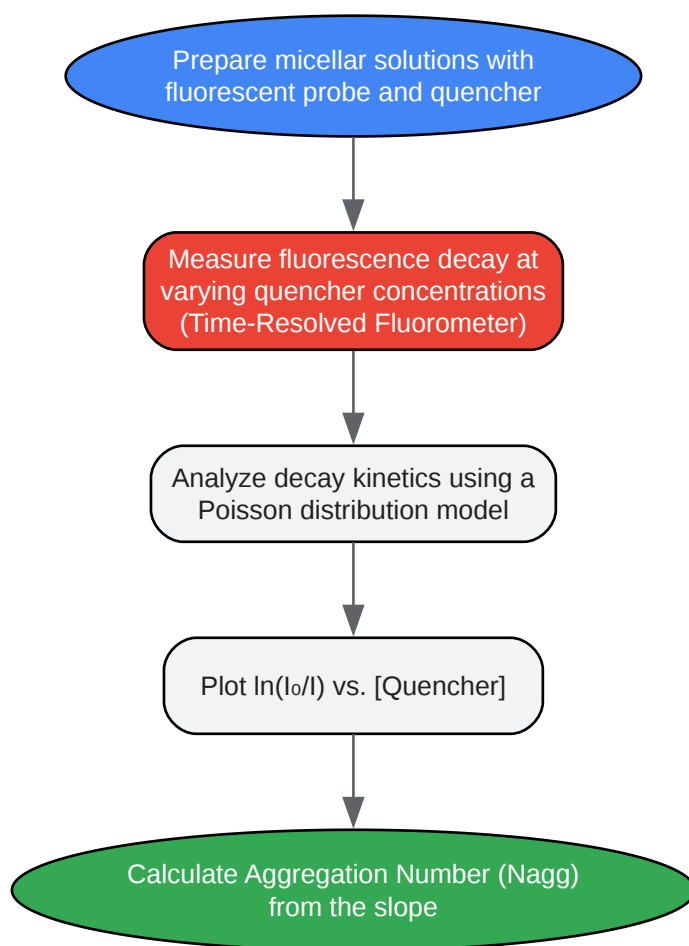 Prepare micellar solutions with
fluorescent probe and quencher
Measure fluorescence decay at
varying quencher concentrations
(Time-Resolved Fluorometer)
Analyze decay kinetics using a
Poisson distribution model
Plot ln(I₀/I) vs. [Quencher]
Calculate Aggregation Number (Nagg)
from the slope